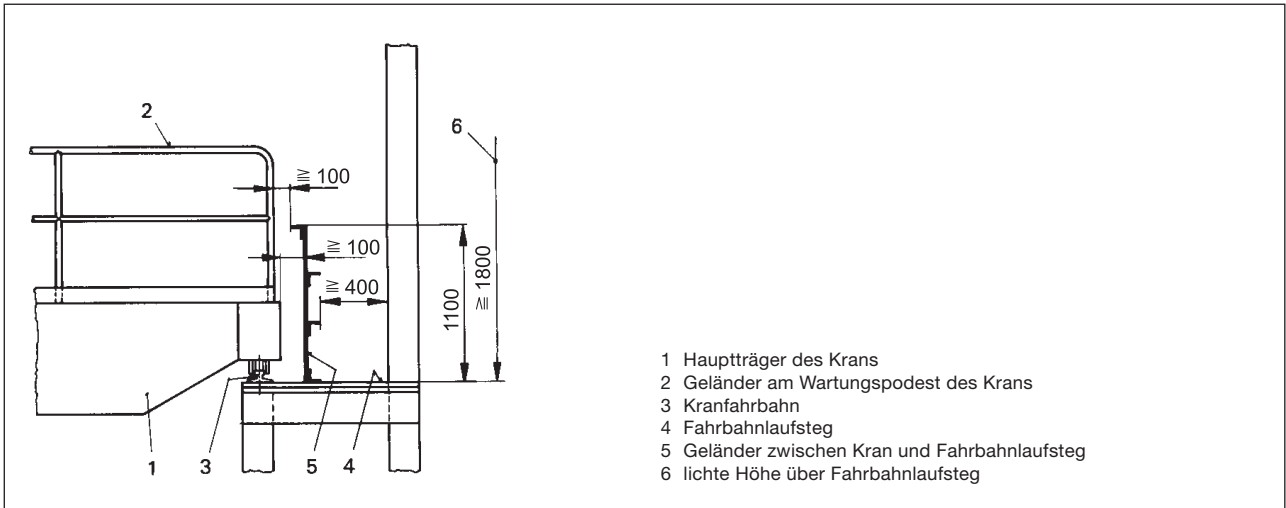 2
6
≧ 100
≧ 100
≧ 400
1100
≧ 1800
1
3
5
4
1 Hauptträger des Krans
2 Geländer am Wartungspodest des Krans
3 Kranfahrbahn
4 Fahrbahnlaufsteg
5 Geländer zwischen Kran und Fahrbahnlaufsteg
6 lichte Höhe über Fahrbahnlaufsteg